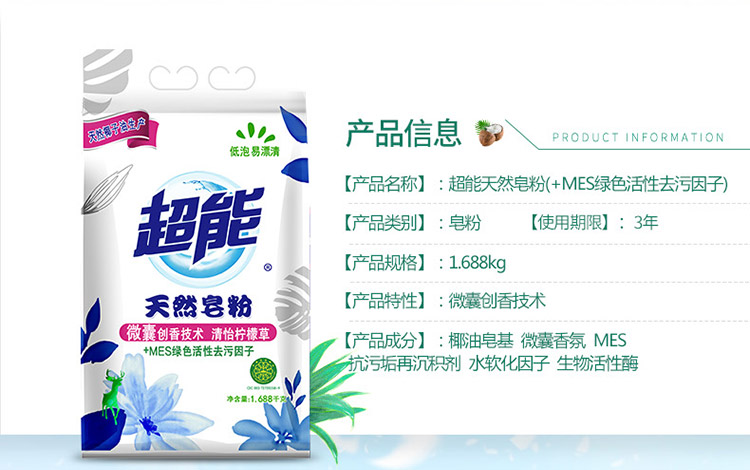 天然椰子油生产
低泡易漂清
超能
®
天然皂粉
微囊创香技术 清怡柠檬草
+MES绿色活性去污因子
净含量:1.688千克
产品信息
PRODUCT INFORMATION
【产品名称】:超能天然皂粉(+MES绿色活性去污因子)
【产品类别】:皂粉 【使用期限】:3年
【产品规格】:1.688kg
【产品特性】:微囊创香技术
【产品成分】:椰油皂基 微囊香氛 MES
抗污垢再沉积剂 水软化因子 生物活性酶